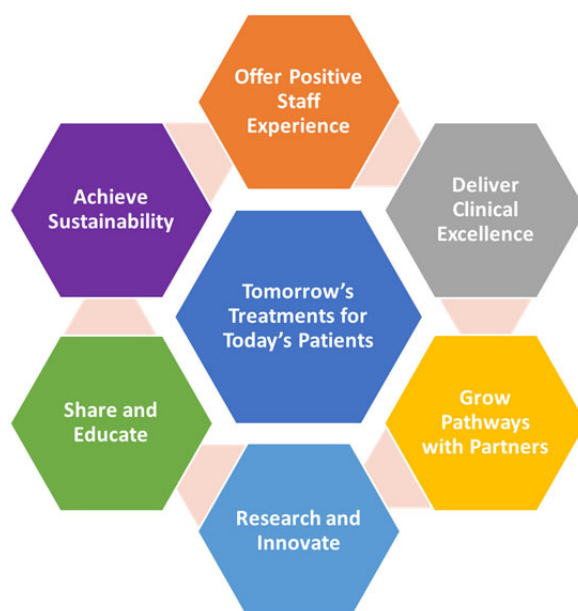 Offer Positive
Staff
Experience
Deliver
Clinical
Excellence
Grow
Pathways
with Partners
Research and
Innovate
Share and
Educate
Achieve
Sustainability
Tomorrow’s
Treatments for
Today’s Patients